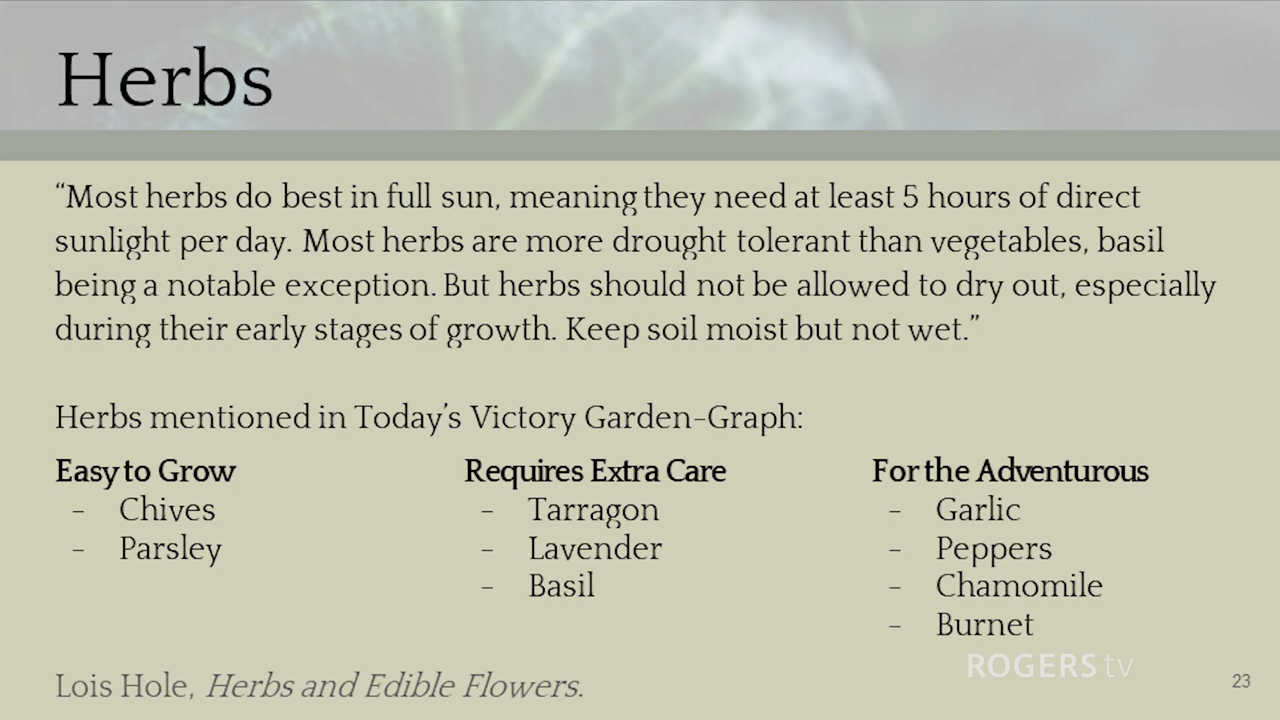 Herbs
“Most herbs do best in full sun, meaning they need at least 5 hours of direct
sunlight per day. Most herbs are more drought tolerant than vegetables, basil
being a notable exception. But herbs should not be allowed to dry out, especially
during their early stages of growth. Keep soil moist but not wet.”
Herbs mentioned in Today’s Victory Garden-Graph:
Easy to Grow
- Chives
- Parsley
Requires Extra Care
- Tarragon
- Lavender
- Basil
For the Adventurous
- Garlic
- Peppers
- Chamomile
- Burnet
ROGERS tv
Lois Hole, Herbs and Edible Flowers.
23